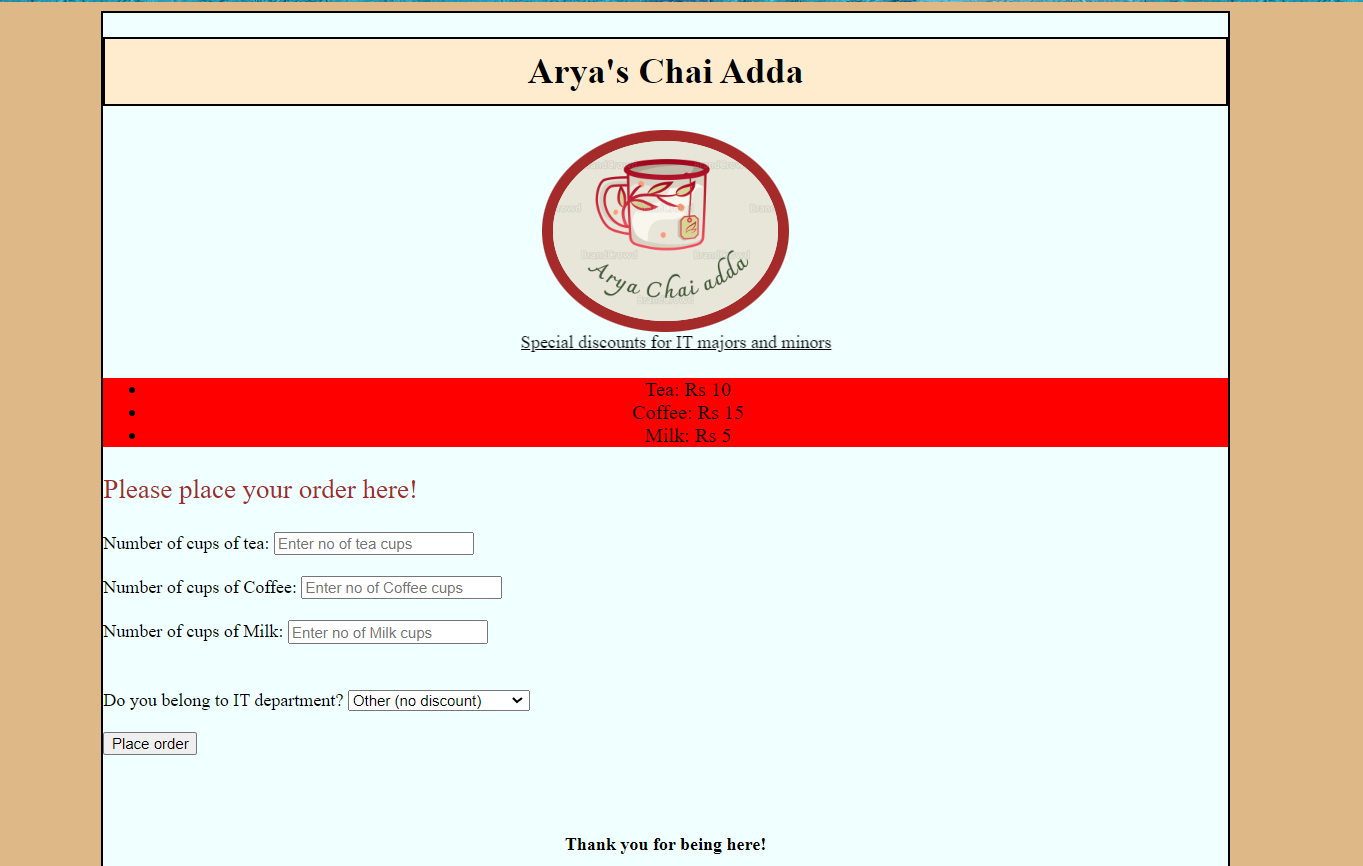 Arya's Chai Adda
Arya Chai adda
Special discounts for IT majors and minors
Tea: Rs 10
Coffee: Rs 15
Milk: Rs 5
Please place your order here!
Number of cups of tea: Enter no of tea cups
Number of cups of Coffee: Enter no of Coffee cups
Number of cups of Milk: Enter no of Milk cups
Do you belong to IT department? Other (no discount)
Place order
Thank you for being here!